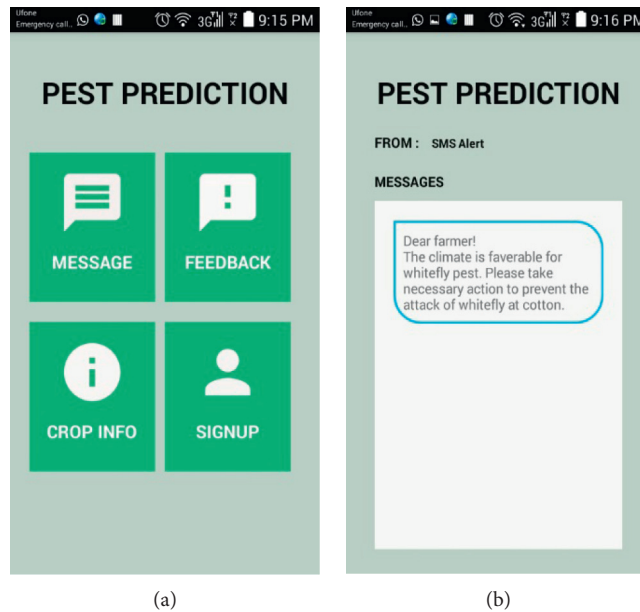 Ufone
Emergency call..
3G
9:15 PM
PEST PREDICTION
MESSAGE
FEEDBACK
CROP INFO
SIGNUP
(a)
Ufone
Emergency call..
3G
9:16 PM
PEST PREDICTION
FROM : SMS Alert
MESSAGES
Dear farmer!
The climate is faverable for
whitefly pest. Please take
necessary action to prevent the
attack of whitefly at cotton.
(b)